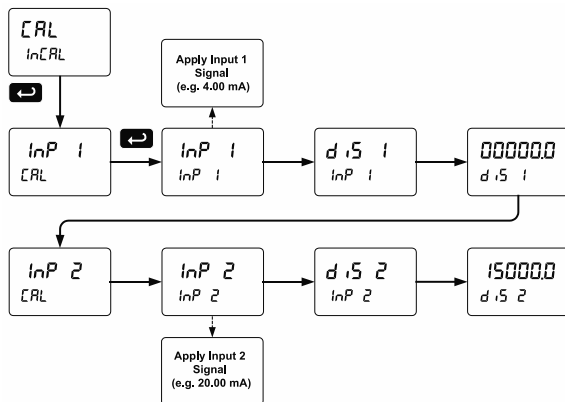 CAL
InCAL
Apply Input 1
Signal
(e.g. 4.00 mA)
InP 1
CAL
InP 1
InP 1
diS 1
InP 1
00000.0
diS 1
InP 2
CAL
InP 2
InP 2
diS 2
InP 2
15000.0
diS 2
Apply Input 2
Signal
(e.g. 20.00 mA)